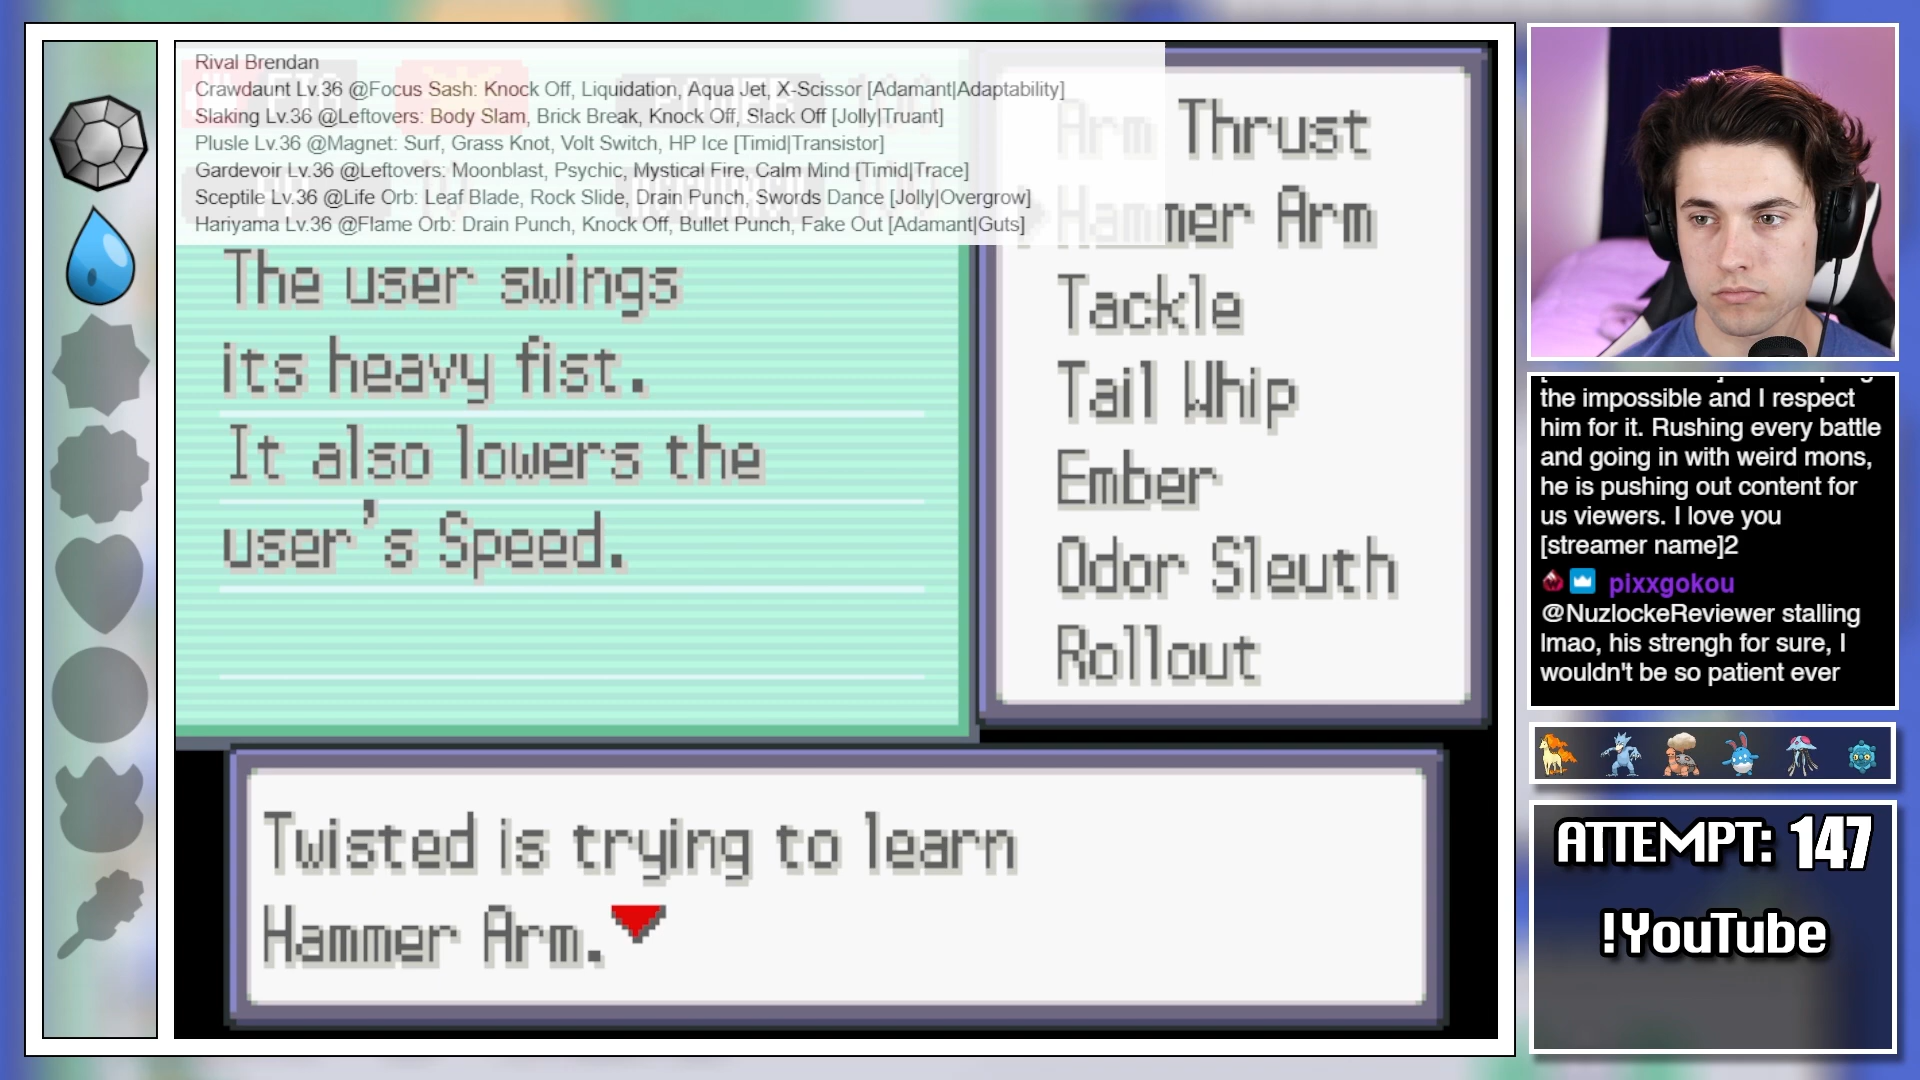 Rival Brendan
Crawdaunt Lv.36 @Focus Sash: Knock Off, Liquidation, Aqua Jet, X-Scissor [Adamant|Adaptability]
Slaking Lv.36 @Leftovers: Body Slam, Brick Break, Knock Off, Slack Off [Jolly|Truant]
Plusle Lv.36 @Magnet: Surf, Grass Knot, Volt Switch, HP Ice [Timid|Transistor]
Gardevoir Lv.36 @Leftovers: Moonblast, Psychic, Mystical Fire, Calm Mind [Timid|Trace]
Sceptile Lv.36 @Life Orb: Leaf Blade, Rock Slide, Drain Punch, Swords Dance [Jolly|Overgrow]
Hariyama Lv.36 @Flame Orb: Drain Punch, Knock Off, Bullet Punch, Fake Out [Adamant|Guts]
The user swings
its heavy fist.
It also lowers the
user's Speed.
Arm Thrust
Hammer Arm
Tackle
Tail Whip
Ember
Odor Sleuth
Rollout
Twisted is trying to learn
Hammer Arm.
the impossible and I respect
him for it. Rushing every battle
and going in with weird mons,
he is pushing out content for
us viewers. I love you
[streamer name]2
pixxgokou
@NuzlockeReviewer stalling
lmao, his strengh for sure, I
wouldn't be so patient ever
ATTEMPT: 147
!YouTube